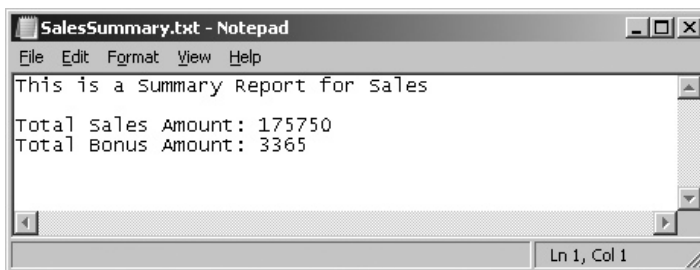 SalesSummary.txt - Notepad
File Edit Format View Help
This is a Summary Report for Sales
Total Sales Amount: 175750
Total Bonus Amount: 3365
Ln 1, Col 1